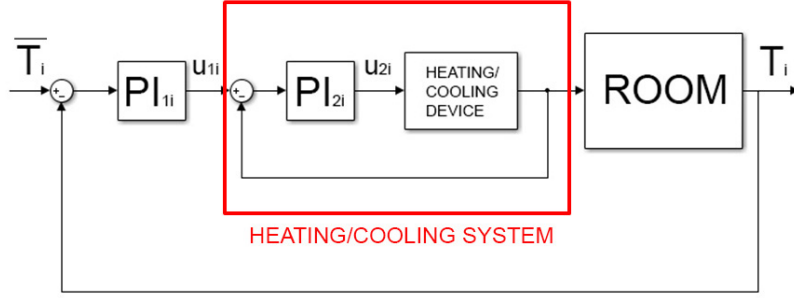 T̅ᵢ
+
-
PI₁ᵢ
u₁ᵢ
+
-
PI₂ᵢ
u₂ᵢ
HEATING/
COOLING
DEVICE
ROOM
Tᵢ
HEATING/COOLING SYSTEM